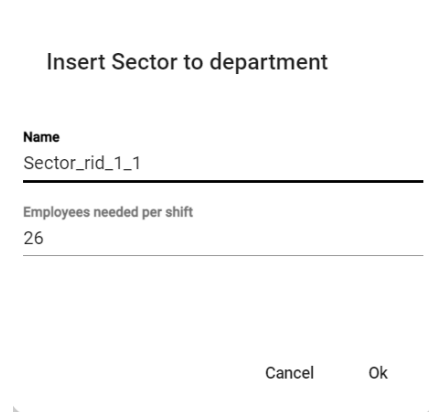 Insert Sector to department
Name
Sector_rid_1_1
Employees needed per shift
26
Cancel Ok